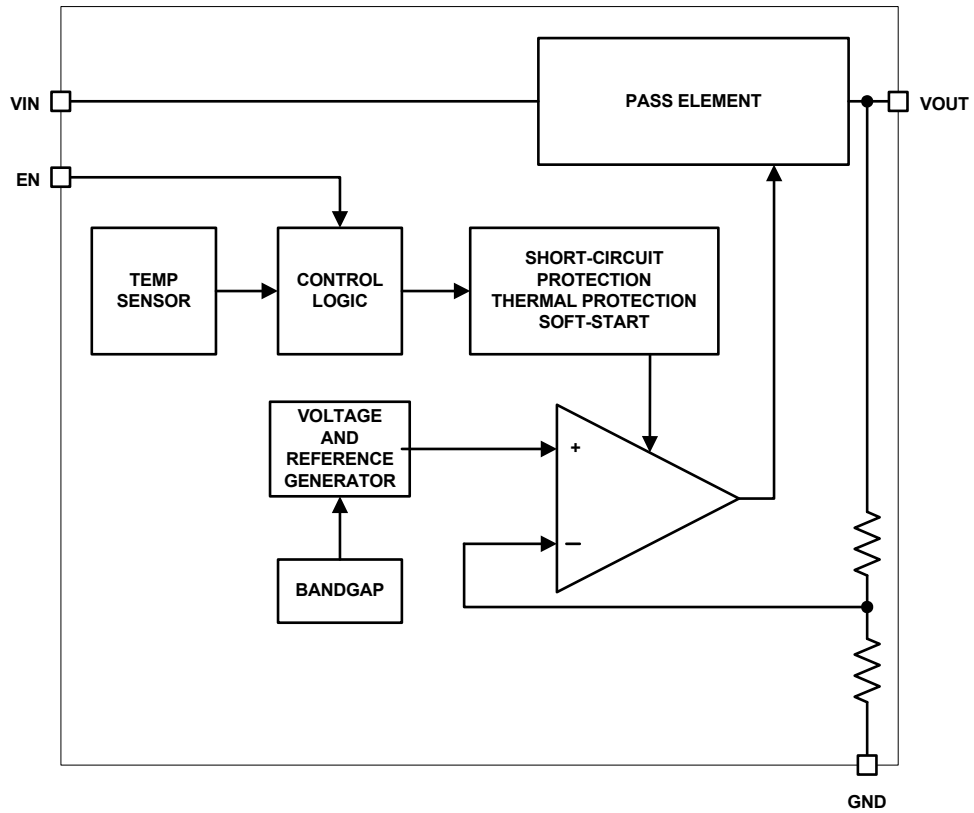 PASS ELEMENT
VIN
VOUT
EN
TEMP
SENSOR
CONTROL
LOGIC
SHORT-CIRCUIT
PROTECTION
THERMAL PROTECTION
SOFT-START
VOLTAGE
AND
REFERENCE
GENERATOR
+
−
BANDGAP
GND